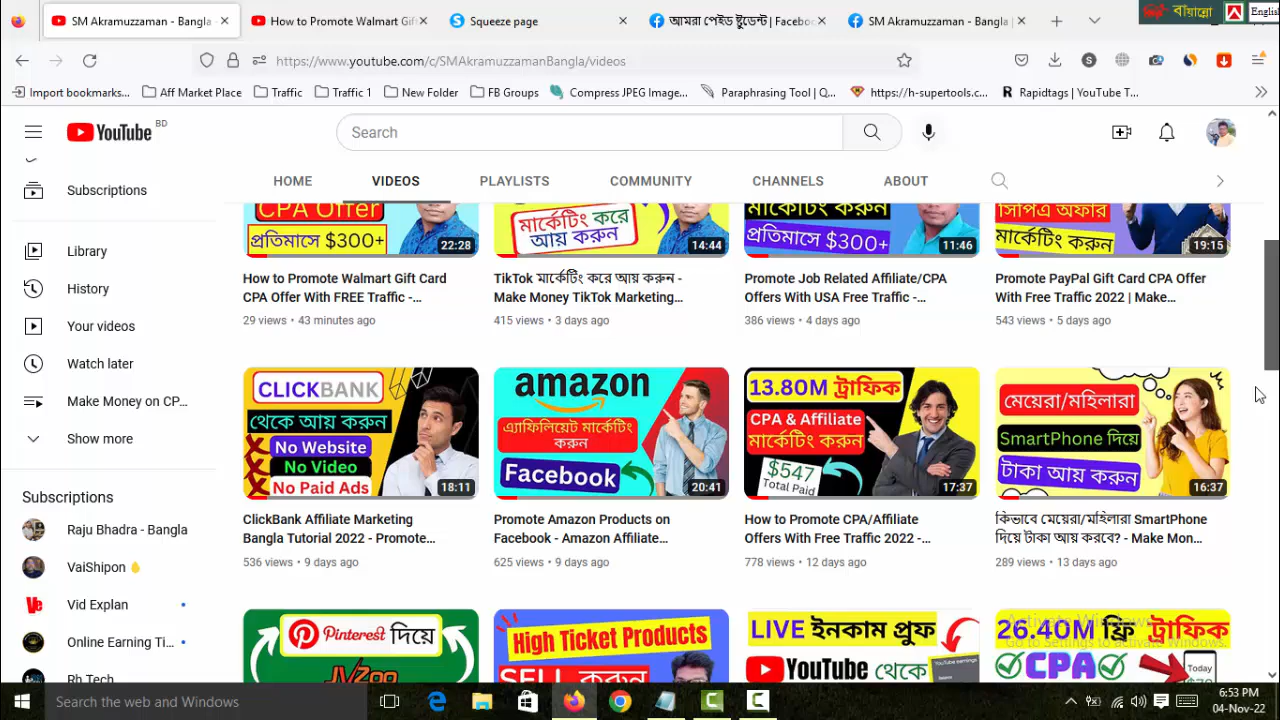 SM Akramuzzaman - Bangla -
How to Promote Walmart Gif
Squeeze page
আমরা পেইড ষ্টুডেন্ট | Faceboo
SM Akramuzzaman - Bangla |
বায়ান্নো
English
https://www.youtube.com/c/SMAkramuzzamanBangla/videos
Import bookmarks...
Aff Market Place
Traffic
Traffic 1
New Folder
FB Groups
Compress JPEG Image...
Paraphrasing Tool | Q...
https://h-supertools.c...
Rapidtags | YouTube T...
YouTube BD
Search
HOME
VIDEOS
PLAYLISTS
COMMUNITY
CHANNELS
ABOUT
Subscriptions
Library
History
Your videos
Watch later
Make Money on CP...
Show more
Subscriptions
Raju Bhadra - Bangla
VaiShipon
Vid Explan
Online Earning Ti...
Rh Tech
CPA Offer
প্রতিমাসে $300+
22:28
How to Promote Walmart Gift Card
CPA Offer With FREE Traffic -...
29 views • 43 minutes ago
মার্কেটিং করে
আয় করুন
14:44
TikTok মার্কেটিং করে আয় করুন -
Make Money TikTok Marketing...
415 views • 3 days ago
মার্কেটিং করুন
প্রতিমাসে $300+
11:46
Promote Job Related Affiliate/CPA
Offers With USA Free Traffic -...
386 views • 4 days ago
সিপিএ অফার
মার্কেটিং করুন
19:15
Promote PayPal Gift Card CPA Offer
With Free Traffic 2022 | Make...
543 views • 5 days ago
CLICKBANK
থেকে আয় করুন
No Website
No Video
No Paid Ads
18:11
ClickBank Affiliate Marketing
Bangla Tutorial 2022 - Promote...
536 views • 9 days ago
amazon
এ্যাফিলিয়েট মার্কেটিং
করুন
Facebook
20:41
Promote Amazon Products on
Facebook - Amazon Affiliate...
625 views • 9 days ago
13.80M ট্রাফিক
CPA & Affiliate
মার্কেটিং করুন
$547
Total Paid
17:37
How to Promote CPA/Affiliate
Offers With Free Traffic 2022 -...
778 views • 12 days ago
মেয়েরা/মহিলারা
SmartPhone দিয়ে
টাকা আয় করুন
16:37
কিভাবে মেয়েরা/মহিলারা SmartPhone
দিয়ে টাকা আয় করবে? - Make Mon...
289 views • 13 days ago
Pinterest দিয়ে
JVZoo
High Ticket Products
SELL করুন
LIVE ইনকাম প্রুফ
YouTube থেকে
26.40M ফ্রি ট্রাফিক
CPA
Today
Activate Windows
Go to Settings to activate Windows.
Search the web and Windows
6:53 PM
04-Nov-22